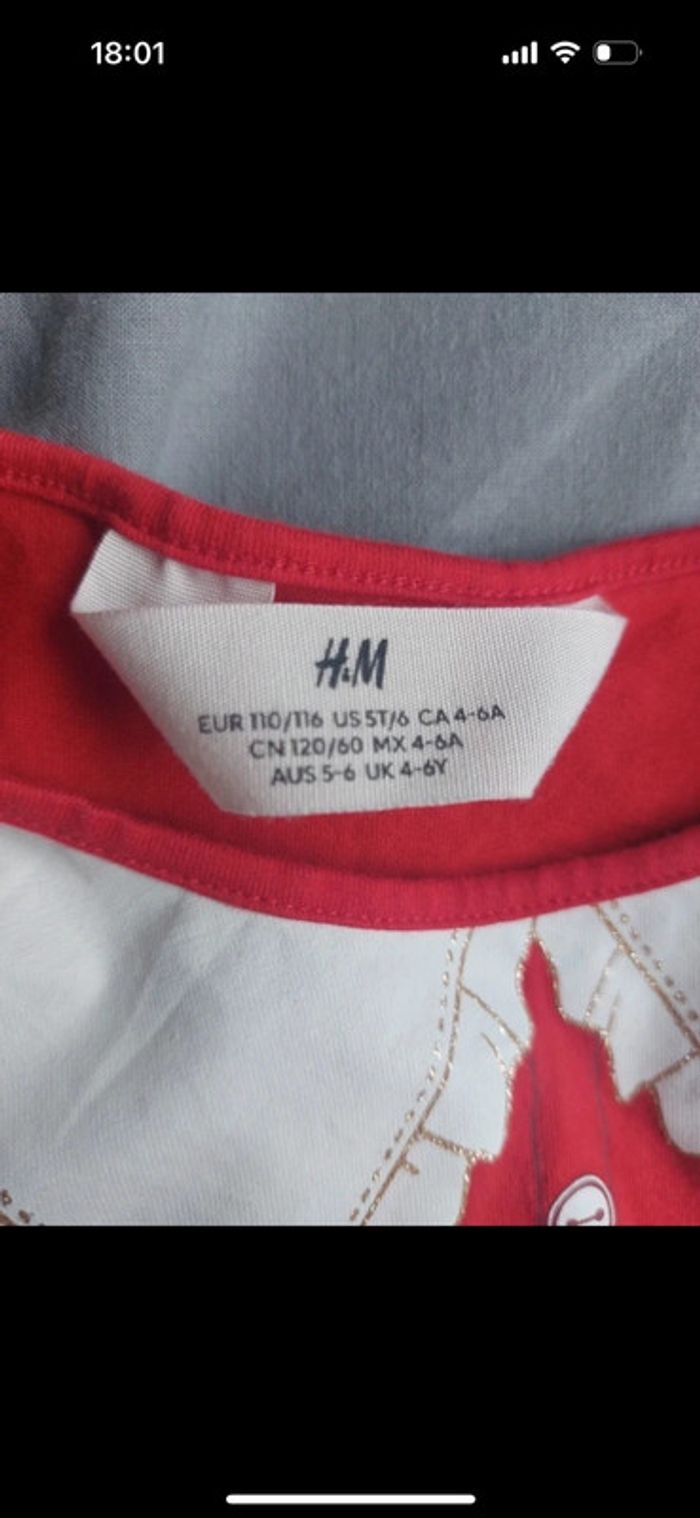 18:01
H&M
EUR 110/116 US 5T/6 CA 4-6A
CN 120/60 MX 4-6A
AUS 5-6 UK 4-6Y